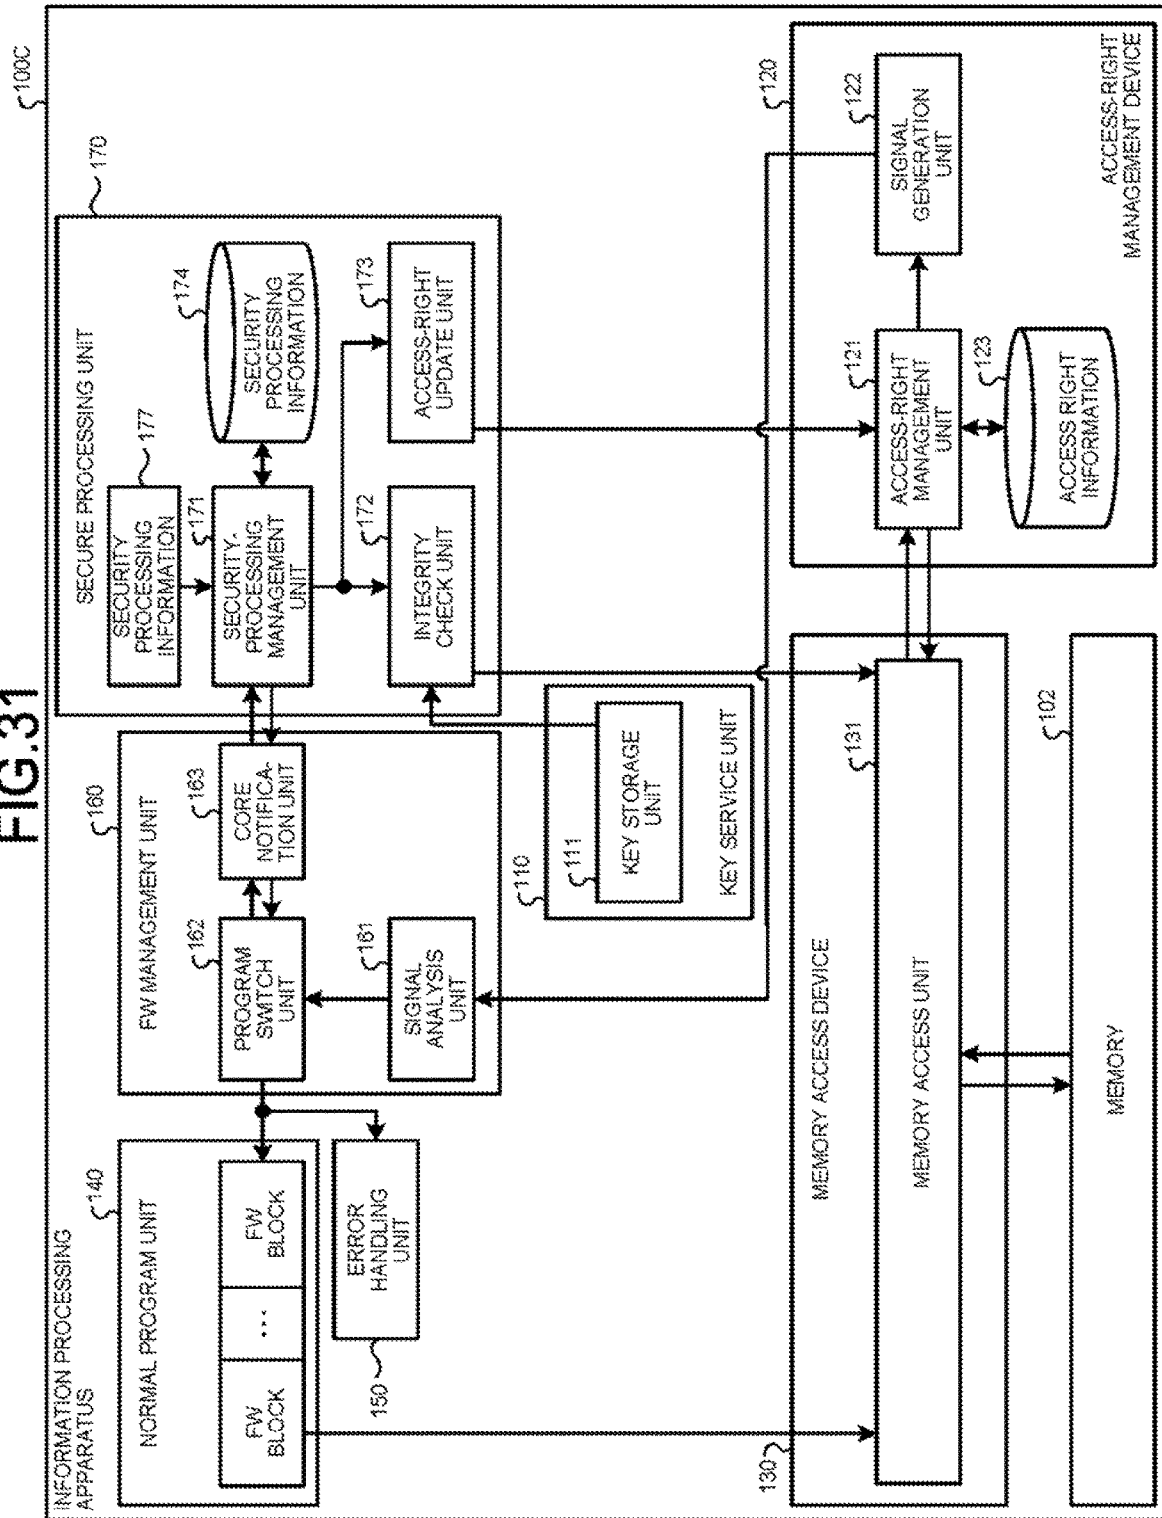 FIG.31
100C
INFORMATION PROCESSING
APPARATUS
140
NORMAL PROGRAM UNIT
FW
BLOCK
...
FW
BLOCK
ERROR
HANDLING
UNIT
150
160
FW MANAGEMENT UNIT
162
PROGRAM
SWITCH
UNIT
163
CORE
NOTIFICA-
TION UNIT
161
SIGNAL
ANALYSIS
UNIT
170
SECURE PROCESSING UNIT
177
SECURITY
PROCESSING
INFORMATION
171
SECURITY-
PROCESSING
MANAGEMENT
UNIT
174
SECURITY
PROCESSING
INFORMATION
172
INTEGRITY
CHECK UNIT
173
ACCESS-RIGHT
UPDATE UNIT
110
111
KEY STORAGE
UNIT
KEY SERVICE UNIT
130
MEMORY ACCESS DEVICE
131
MEMORY ACCESS UNIT
102
MEMORY
120
121
ACCESS-RIGHT
MANAGEMENT
UNIT
122
SIGNAL
GENERATION
UNIT
123
ACCESS RIGHT
INFORMATION
ACCESS-RIGHT
MANAGEMENT DEVICE